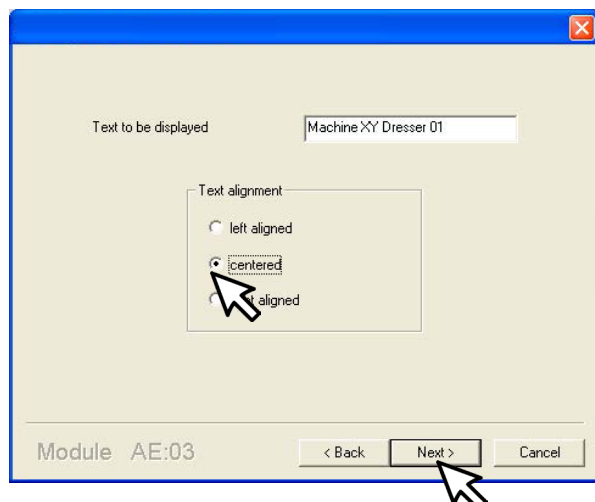 Text to be displayed Machine XY Dresser 01
Text alignment
left aligned
centered
aligned
Module AE:03 < Back Next > Cancel